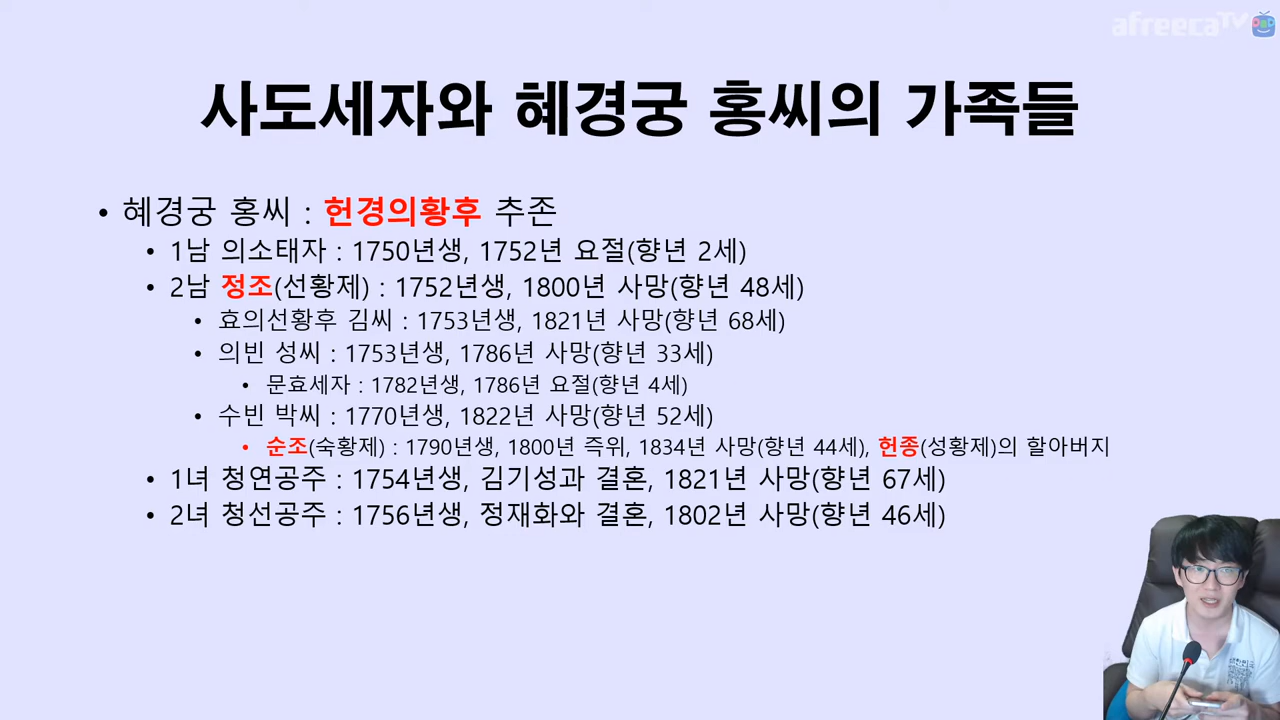 afreecaTV
사도세자와 혜경궁 홍씨의 가족들
• 혜경궁 홍씨 : 헌경의황후 추존
• 1남 의소태자 : 1750년생, 1752년 요절(향년 2세)
• 2남 정조(선황제) : 1752년생, 1800년 사망(향년 48세)
• 효의선황후 김씨 : 1753년생, 1821년 사망(향년 68세)
• 의빈 성씨 : 1753년생, 1786년 사망(향년 33세)
• 문효세자 : 1782년생, 1786년 요절(향년 4세)
• 수빈 박씨 : 1770년생, 1822년 사망(향년 52세)
• 순조(숙황제) : 1790년생, 1800년 즉위, 1834년 사망(향년 44세), 헌종(성황제)의 할아버지
• 1녀 청연공주 : 1754년생, 김기성과 결혼, 1821년 사망(향년 67세)
• 2녀 청선공주 : 1756년생, 정재화와 결혼, 1802년 사망(향년 46세)